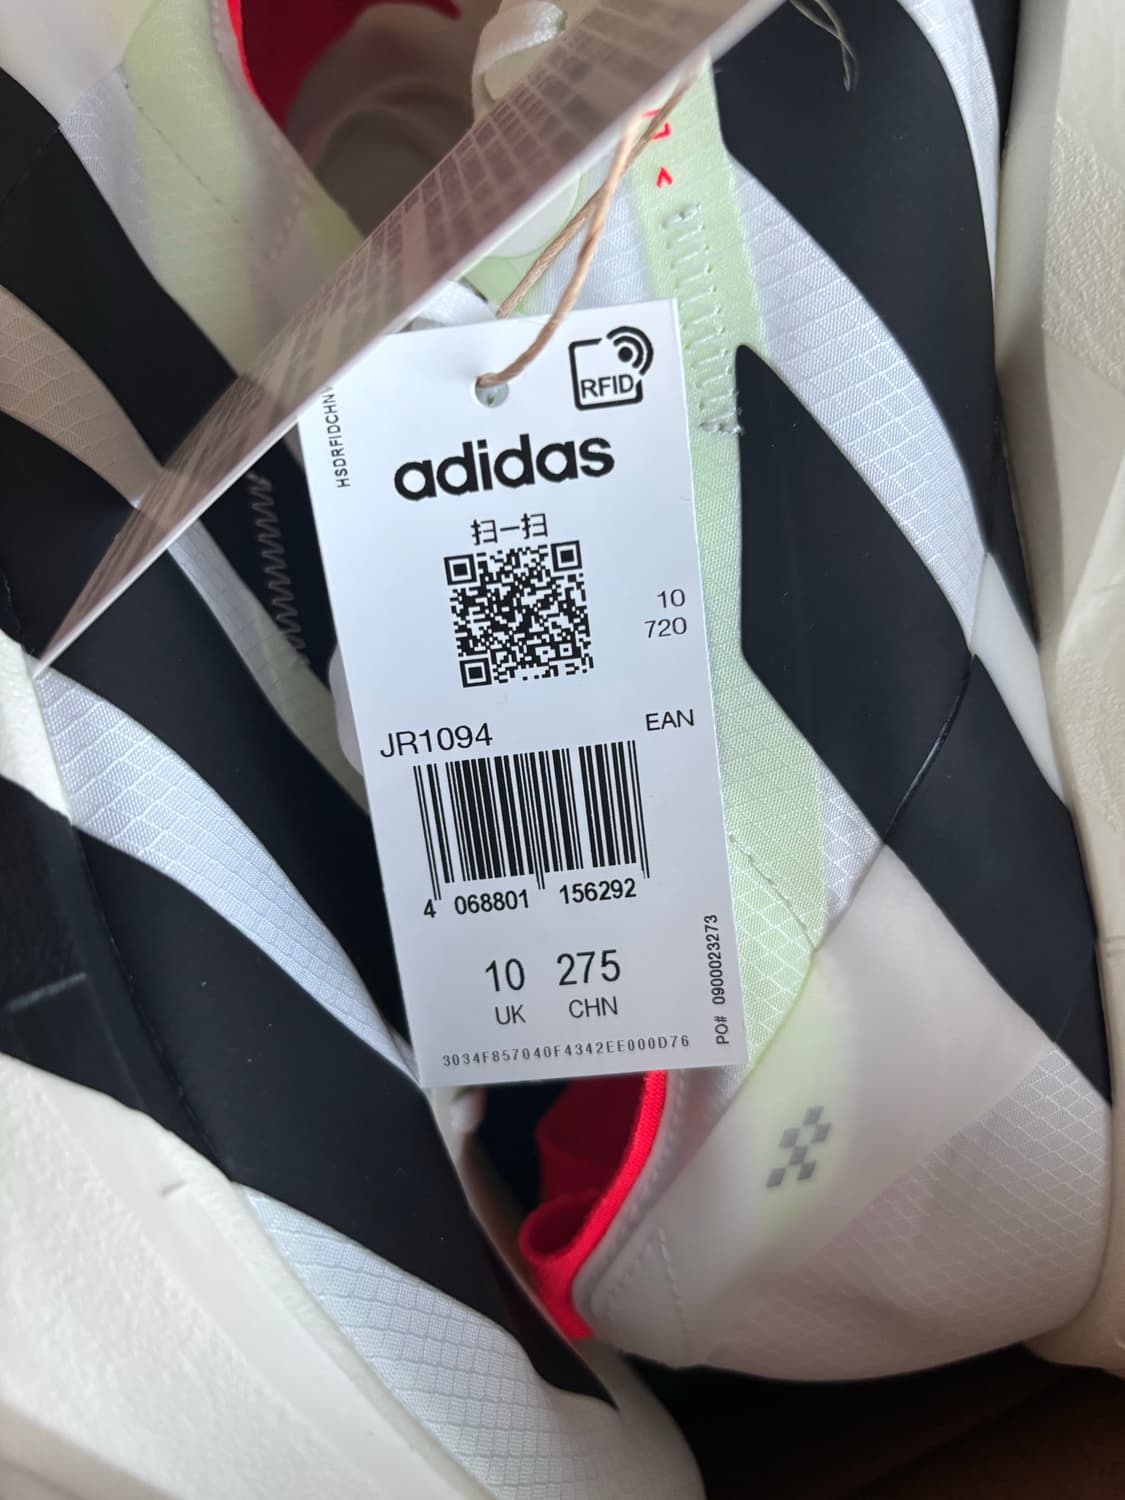 RFID
HSDRFIDCHN
adidas
扫一扫
10
720
JR1094
EAN
4 068801 156292
10 275
UK CHN
PO# 0900023273
3034F857040F4342EE000D76